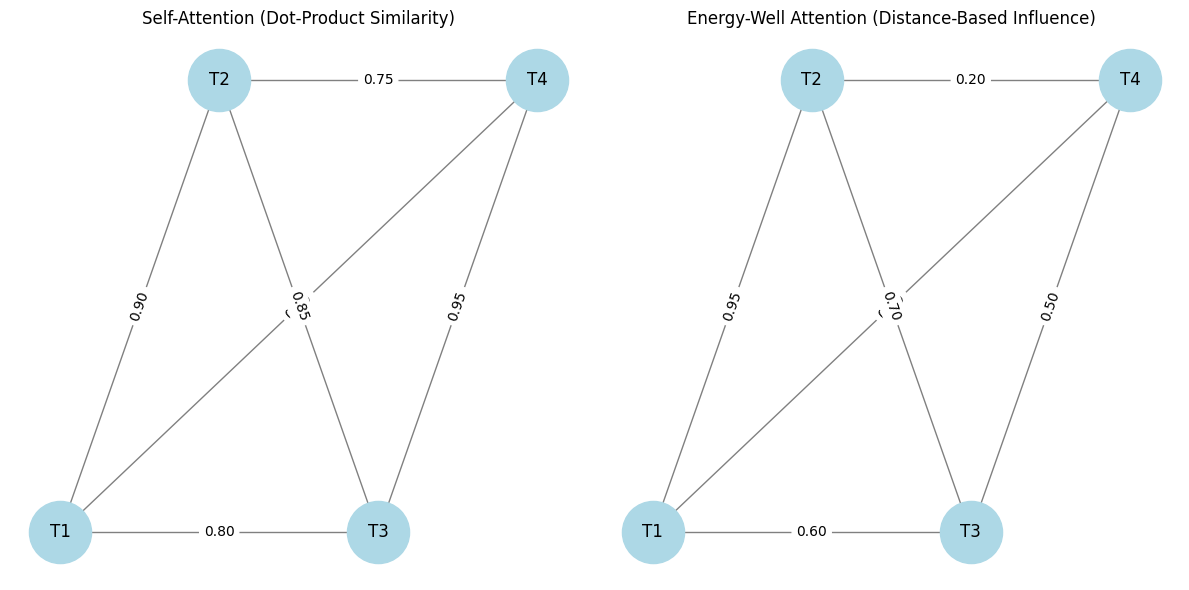 Self-Attention (Dot-Product Similarity)
T2
0.75
T4
0.90
0.85
0.95
T1
0.80
T3
Energy-Well Attention (Distance-Based Influence)
T2
0.20
T4
0.95
0.70
0.50
T1
0.60
T3